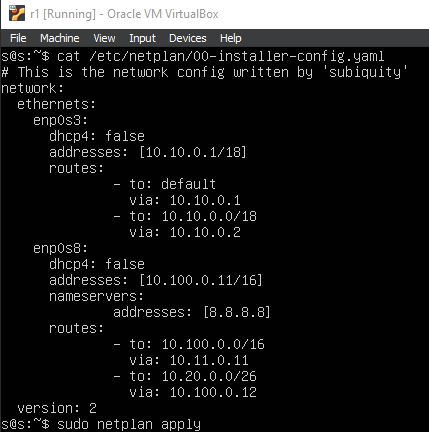 r1 [Running] - Oracle VM VirtualBox
File Machine View Input Devices Help
s@s:~$ cat /etc/netplan/00-installer-config.yaml
# This is the network config written by 'subiquity'
network:
  ethernets:
    enp0s3:
      dhcp4: false
      addresses: [10.10.0.1/18]
      routes:
              - to: default
                via: 10.10.0.1
              - to: 10.10.0.0/18
                via: 10.10.0.2
    enp0s8:
      dhcp4: false
      addresses: [10.100.0.11/16]
      nameservers:
              addresses: [8.8.8.8]
      routes:
              - to: 10.100.0.0/16
                via: 10.11.0.11
              - to: 10.20.0.0/26
                via: 10.100.0.12
  version: 2
s@s:~$ sudo netplan apply